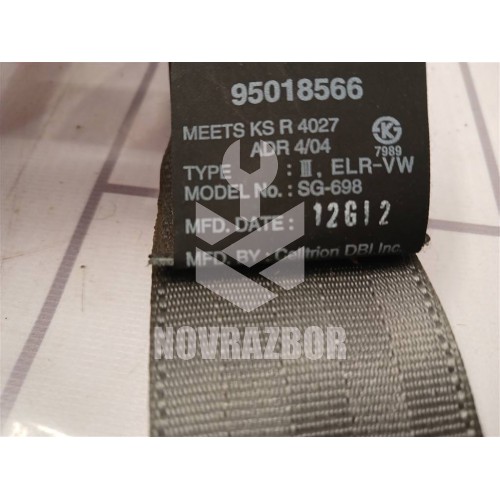 95018566
MEETS KS R 4027
ADR 4/04
7989
TYPE : Ⅲ, ELR-VW
MODEL No.: SG-698
MFD. DATE : 12G12
MFD. BY : Celltrion DBI Inc.
NOVRAZBOR